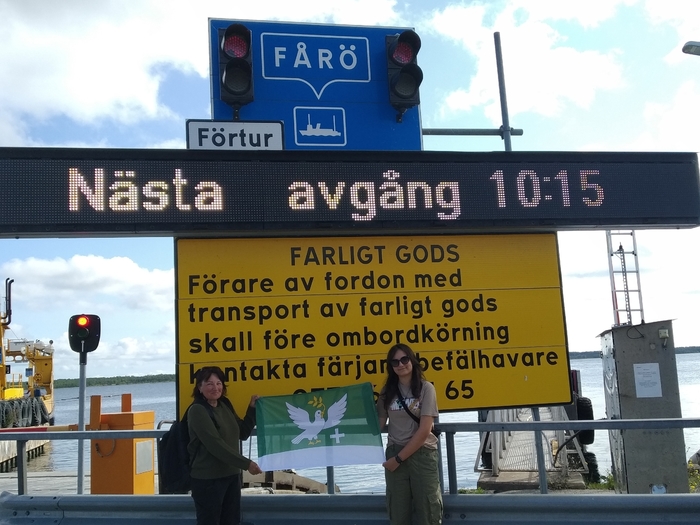 FÅRÖ
Förtur
Nästa avgång 10:15
FARLIGT GODS
Förare av fordon med
transport av farligt gods
skall före ombordkörning
kontakta färjans befälhavare
65